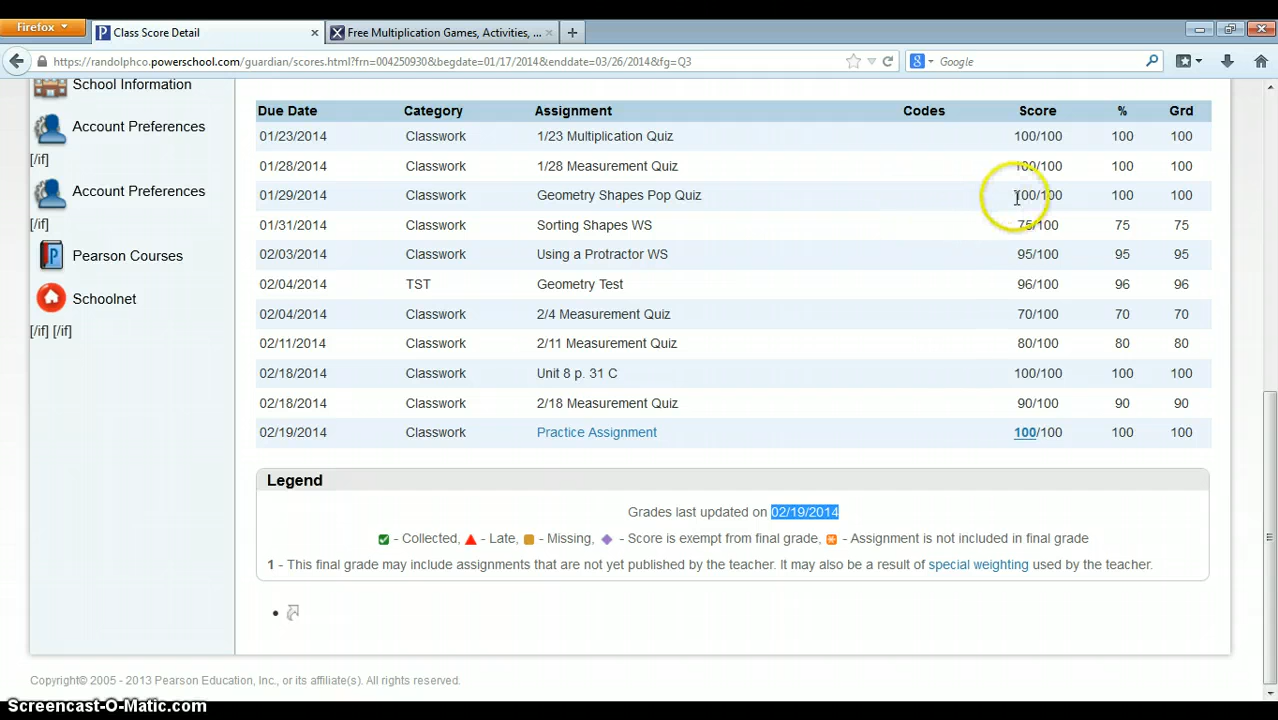 Firefox
Class Score Detail
Free Multiplication Games, Activities, ...
https://randolphco.powerschool.com/guardian/scores.html?frn=004250930&begdate=01/17/2014&enddate=03/26/2014&fg=Q3
Google
School Information
Account Preferences
[/if]
Account Preferences
[/if]
Pearson Courses
Schoolnet
[/if] [/if]
Due Date Category Assignment Codes Score % Grd
01/23/2014 Classwork 1/23 Multiplication Quiz 100/100 100 100
01/28/2014 Classwork 1/28 Measurement Quiz 100/100 100 100
01/29/2014 Classwork Geometry Shapes Pop Quiz 100/100 100 100
01/31/2014 Classwork Sorting Shapes WS 75/100 75 75
02/03/2014 Classwork Using a Protractor WS 95/100 95 95
02/04/2014 TST Geometry Test 96/100 96 96
02/04/2014 Classwork 2/4 Measurement Quiz 70/100 70 70
02/11/2014 Classwork 2/11 Measurement Quiz 80/100 80 80
02/18/2014 Classwork Unit 8 p. 31 C 100/100 100 100
02/18/2014 Classwork 2/18 Measurement Quiz 90/100 90 90
02/19/2014 Classwork Practice Assignment 100/100 100 100
Legend
Grades last updated on 02/19/2014
- Collected, - Late, - Missing, - Score is exempt from final grade, - Assignment is not included in final grade
1 - This final grade may include assignments that are not yet published by the teacher. It may also be a result of special weighting used by the teacher.
Copyright© 2005 - 2013 Pearson Education, Inc., or its affiliate(s). All rights reserved.
Screencast-O-Matic.com